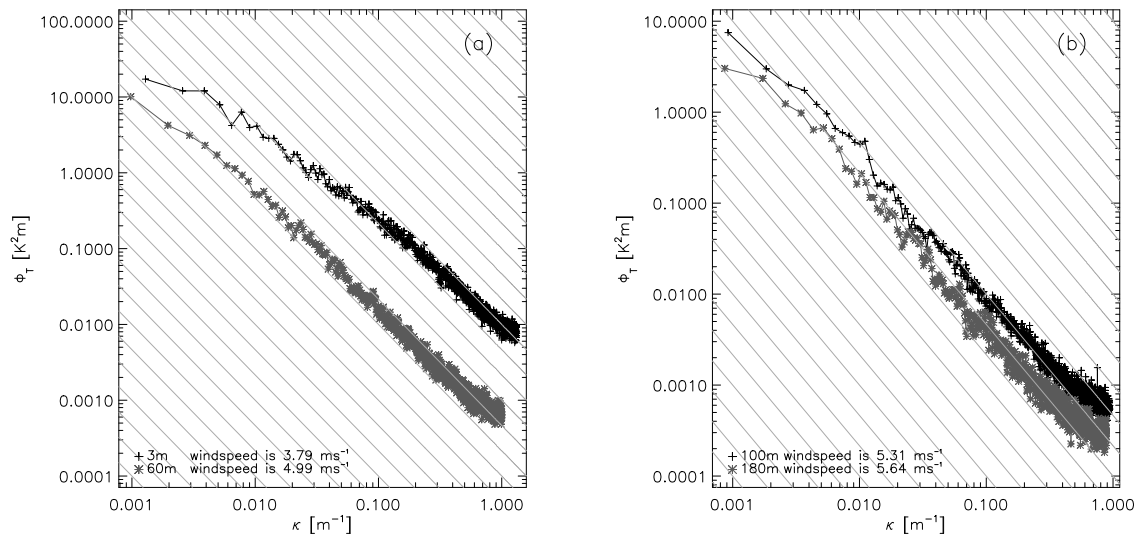 (a)
100.0000
10.0000
1.0000
0.1000
0.0100
0.0010
0.0001
ϕT [K²m]
+ 3m windspeed is 3.79 ms⁻¹
✳ 60m windspeed is 4.99 ms⁻¹
0.001 0.010 0.100 1.000
κ [m⁻¹]
(b)
10.0000
1.0000
0.1000
0.0100
0.0010
0.0001
ϕT [K²m]
+ 100m windspeed is 5.31 ms⁻¹
✳ 180m windspeed is 5.64 ms⁻¹
0.001 0.010 0.100 1.000
κ [m⁻¹]